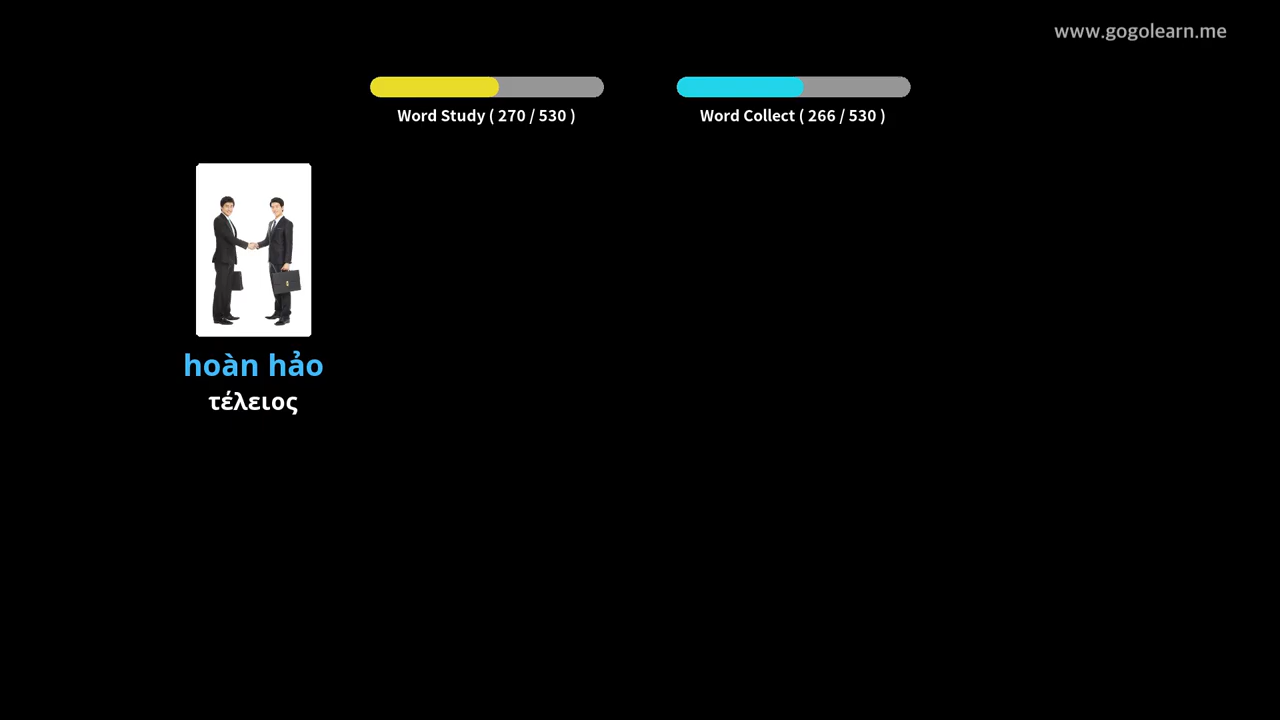 www.gogolearn.me
Word Study ( 270 / 530 )
Word Collect ( 266 / 530 )
hoàn hảo
τέλειος